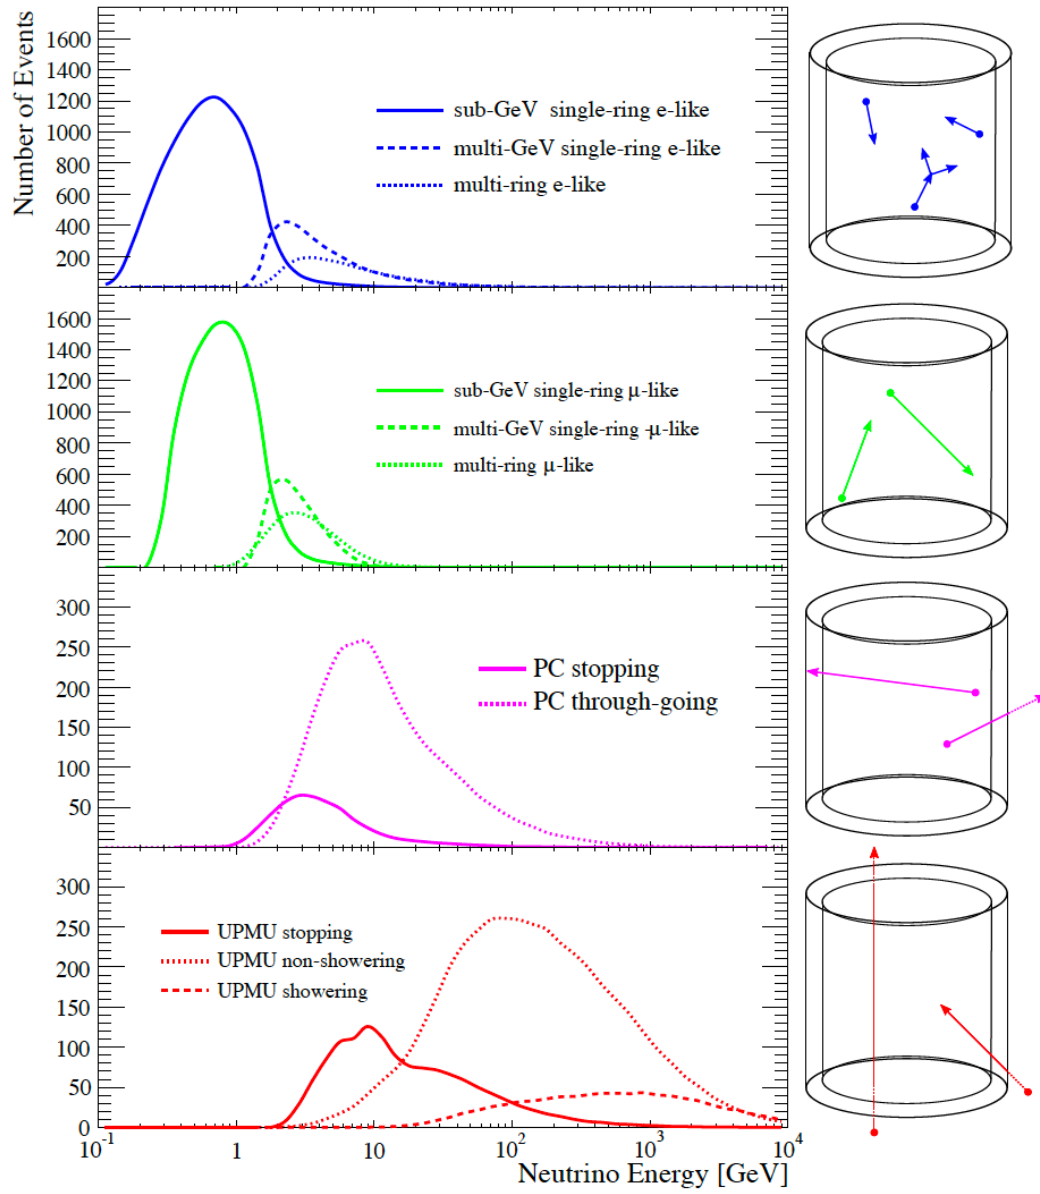 Number of Events
1600
1400
1200
1000
800
600
400
200
sub-GeV single-ring e-like
multi-GeV single-ring e-like
multi-ring e-like
1600
1400
1200
1000
800
600
400
200
sub-GeV single-ring μ-like
multi-GeV single-ring -μ-like
multi-ring μ-like
300
250
200
150
100
50
PC stopping
PC through-going
300
250
200
150
100
50
0
UPMU stopping
UPMU non-showering
UPMU showering
10⁻¹ 1 10 10² 10³ 10⁴
Neutrino Energy [GeV]